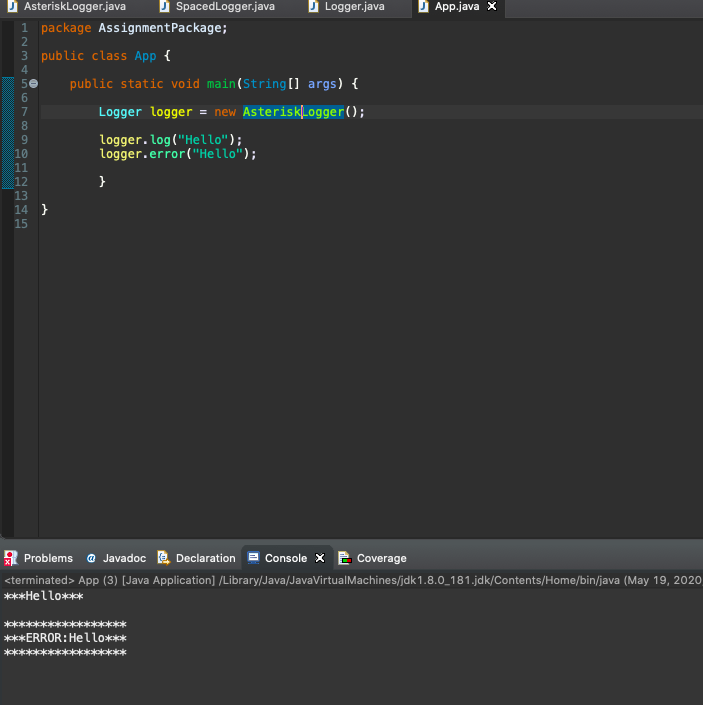 AsteriskLogger.java SpacedLogger.java Logger.java App.java
1 package AssignmentPackage;
2
3 public class App {
4
5 public static void main(String[] args) {
6
7 Logger logger = new AsteriskLogger();
8
9 logger.log("Hello");
10 logger.error("Hello");
11
12 }
13
14 }
15
Problems @ Javadoc Declaration Console Coverage
<terminated> App (3) [Java Application] /Library/Java/JavaVirtualMachines/jdk1.8.0_181.jdk/Contents/Home/bin/java (May 19, 2020
***Hello***
*****************
***ERROR:Hello***
*****************